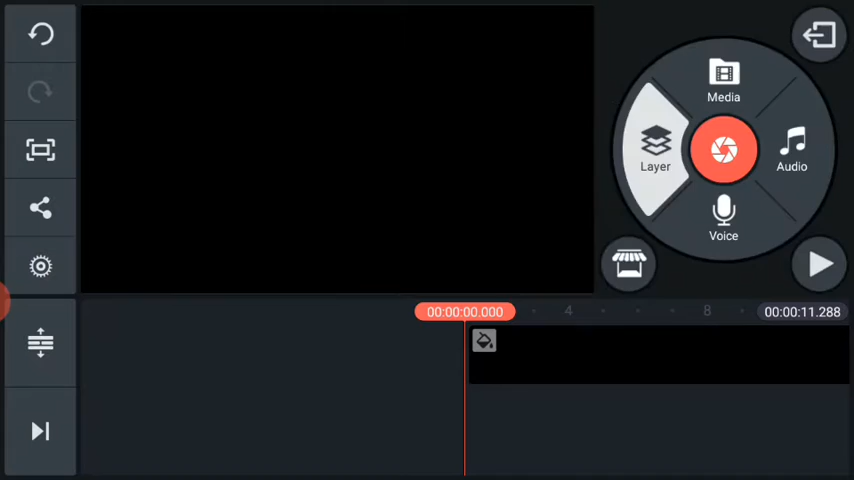 Media
Layer
Audio
Voice
00:00:00.000
4
8
00:00:11.288